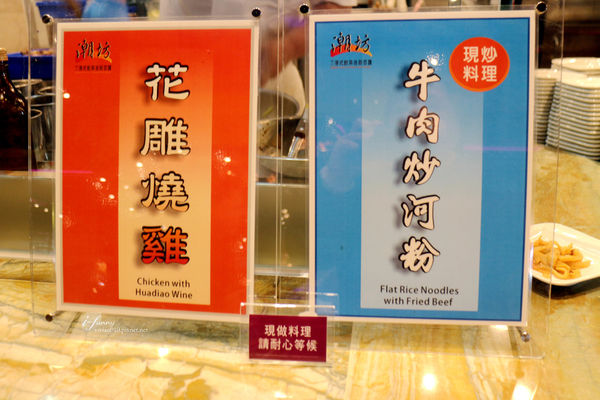 潮坊
花雕燒雞
Chicken with
Huadiao Wine
潮坊
現炒
料理
牛肉炒河粉
Flat Rice Noodles
with Fried Beef
現做料理
請耐心等候